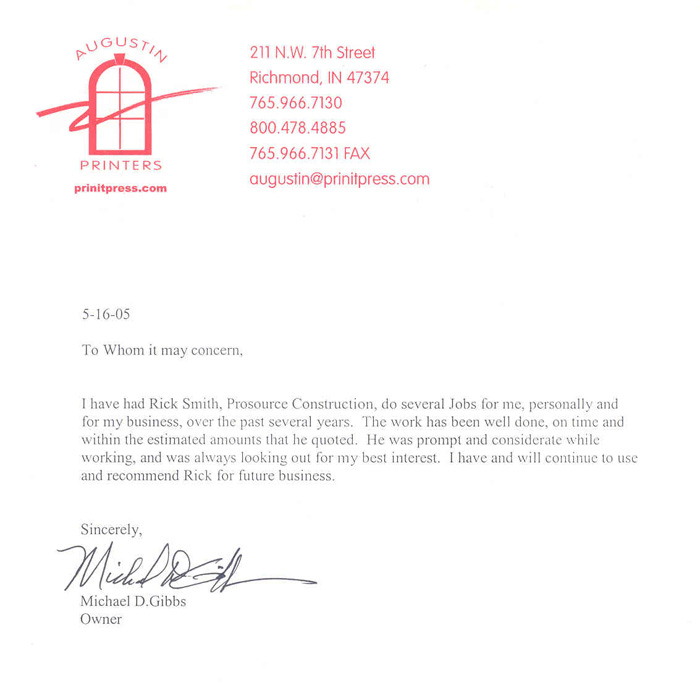 AUGUSTIN
PRINTERS
prinitpress.com
211 N.W. 7th Street
Richmond, IN 47374
765.966.7130
800.478.4885
765.966.7131 FAX
augustin@prinitpress.com
5-16-05
To Whom it may concern,
I have had Rick Smith, Prosource Construction, do several Jobs for me, personally and
for my business, over the past several years. The work has been well done, on time and
within the estimated amounts that he quoted. He was prompt and considerate while
working, and was always looking out for my best interest. I have and will continue to use
and recommend Rick for future business.
Sincerely,
Michael D Gibbs
Michael D.Gibbs
Owner